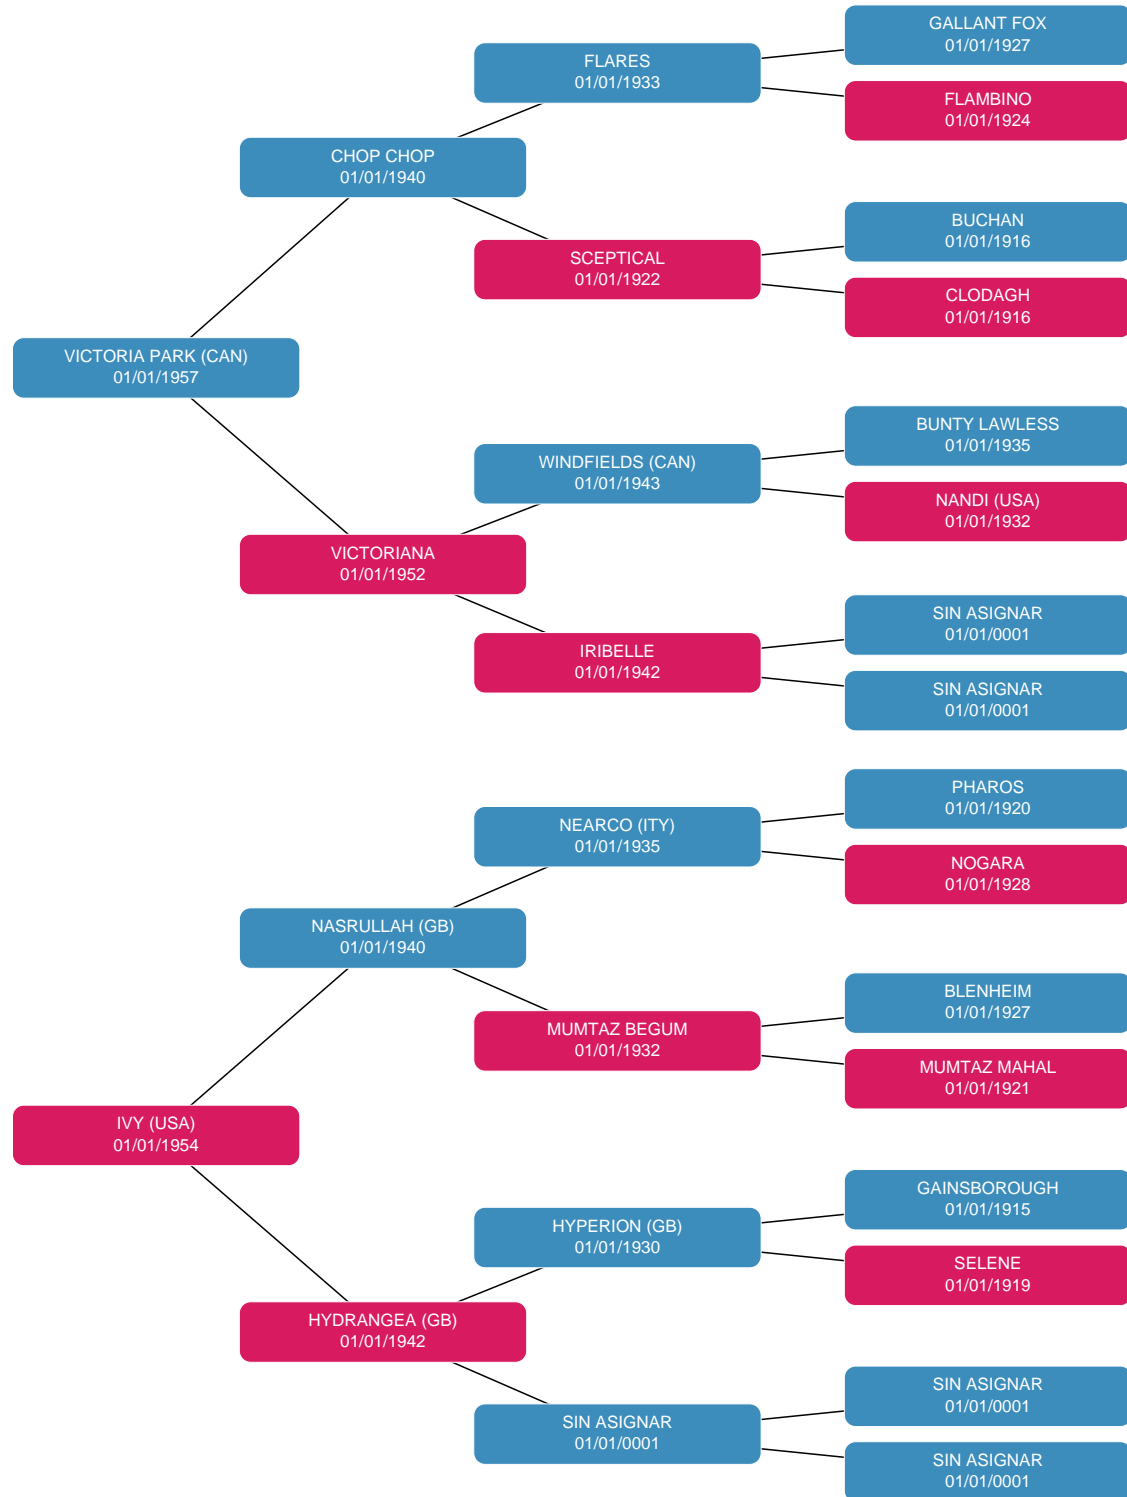 GALLANT FOX
01/01/1927
FLARES
01/01/1933
FLAMBINO
01/01/1924
CHOP CHOP
01/01/1940
BUCHAN
01/01/1916
SCEPTICAL
01/01/1922
CLODAGH
01/01/1916
VICTORIA PARK (CAN)
01/01/1957
BUNTY LAWLESS
01/01/1935
WINDFIELDS (CAN)
01/01/1943
NANDI (USA)
01/01/1932
VICTORIANA
01/01/1952
SIN ASIGNAR
01/01/0001
IRIBELLE
01/01/1942
SIN ASIGNAR
01/01/0001
PHAROS
01/01/1920
NEARCO (ITY)
01/01/1935
NOGARA
01/01/1928
NASRULLAH (GB)
01/01/1940
BLENHEIM
01/01/1927
MUMTAZ BEGUM
01/01/1932
MUMTAZ MAHAL
01/01/1921
IVY (USA)
01/01/1954
GAINSBOROUGH
01/01/1915
HYPERION (GB)
01/01/1930
SELENE
01/01/1919
HYDRANGEA (GB)
01/01/1942
SIN ASIGNAR
01/01/0001
SIN ASIGNAR
01/01/0001
SIN ASIGNAR
01/01/0001